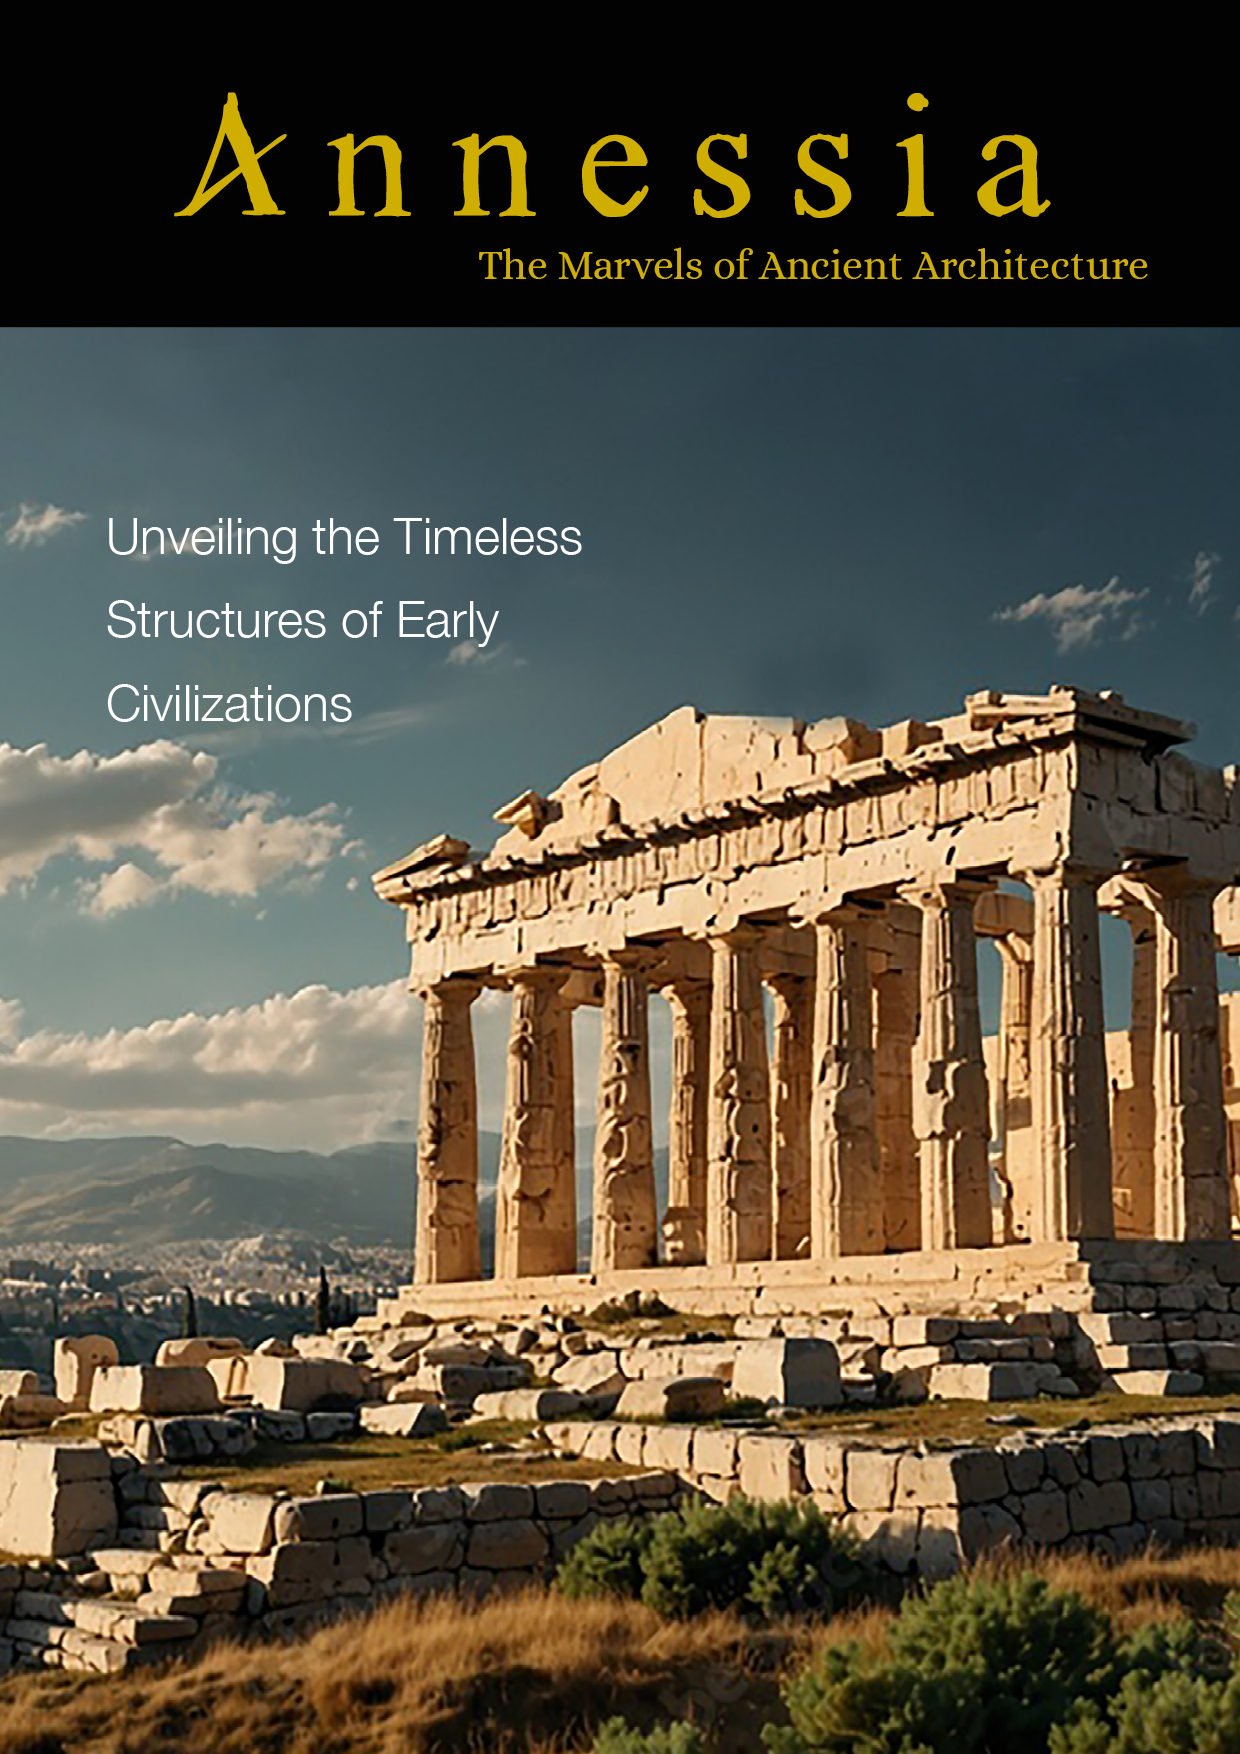 Annessia
The Marvels of Ancient Architecture
Unveiling the Timeless
Structures of Early
Civilizations